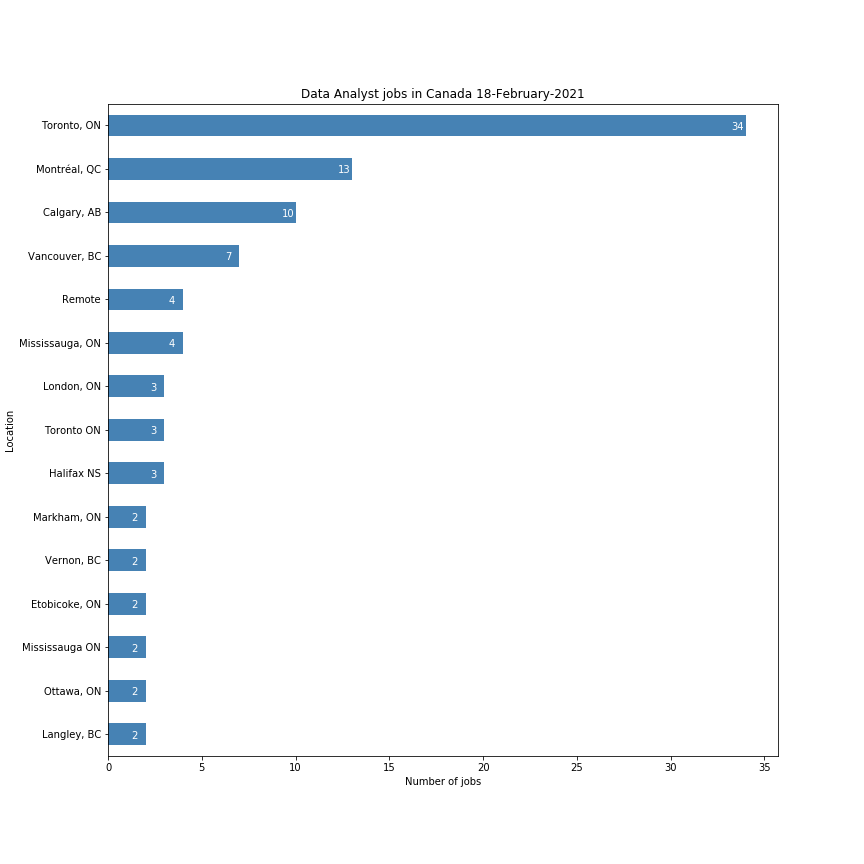 Data Analyst jobs in Canada 18-February-2021
Toronto, ON 34
Montréal, QC 13
Calgary, AB 10
Vancouver, BC 7
Remote 4
Mississauga, ON 4
London, ON 3
Toronto ON 3
Halifax NS 3
Markham, ON 2
Vernon, BC 2
Etobicoke, ON 2
Mississauga ON 2
Ottawa, ON 2
Langley, BC 2
Location
0 5 10 15 20 25 30 35
Number of jobs